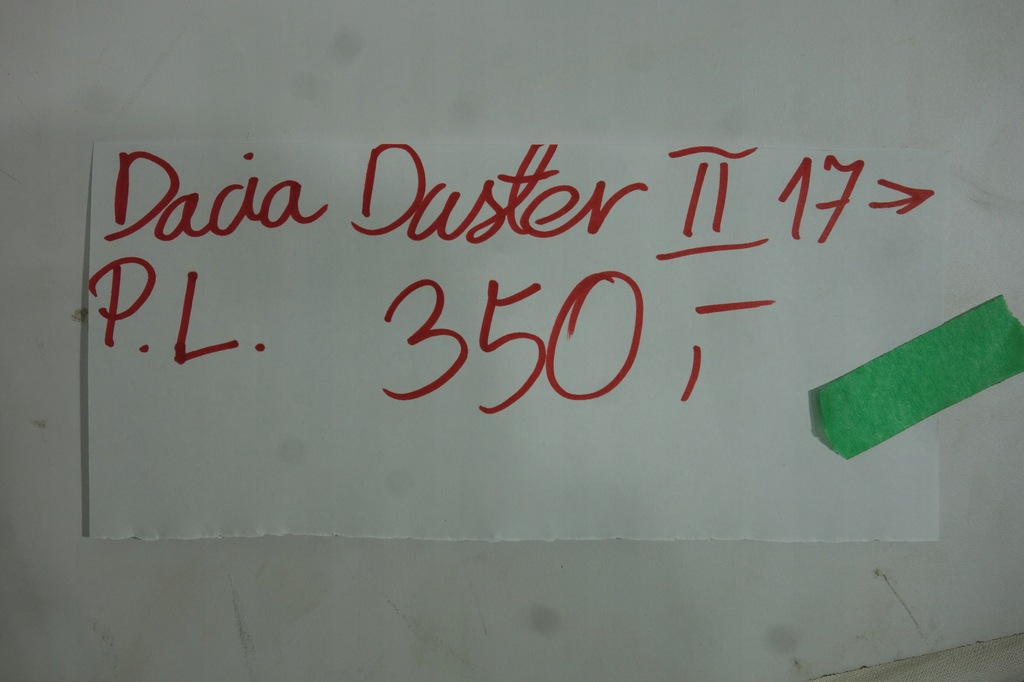 Dacia Duster II 17->
P.L. 350,-